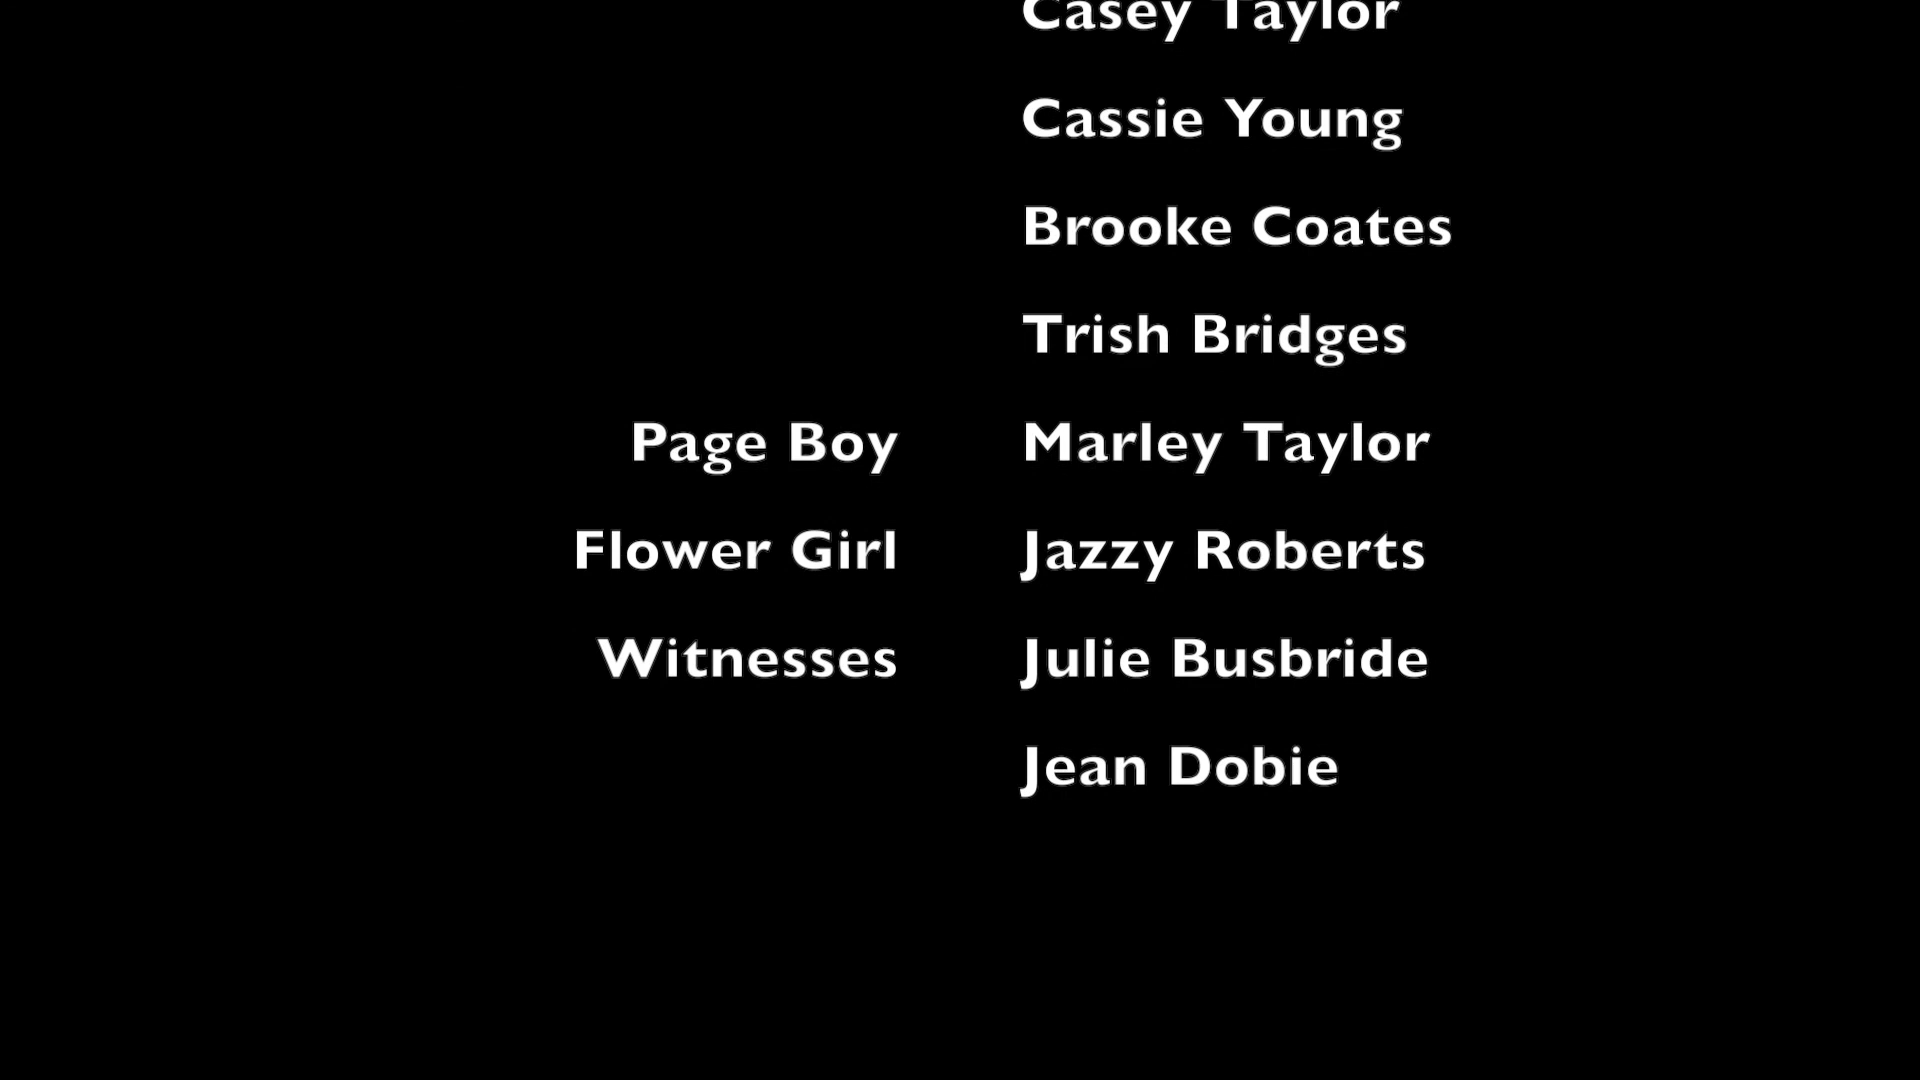 Casey Taylor
Cassie Young
Brooke Coates
Trish Bridges
Page Boy Marley Taylor
Flower Girl Jazzy Roberts
Witnesses Julie Busbride
Jean Dobie